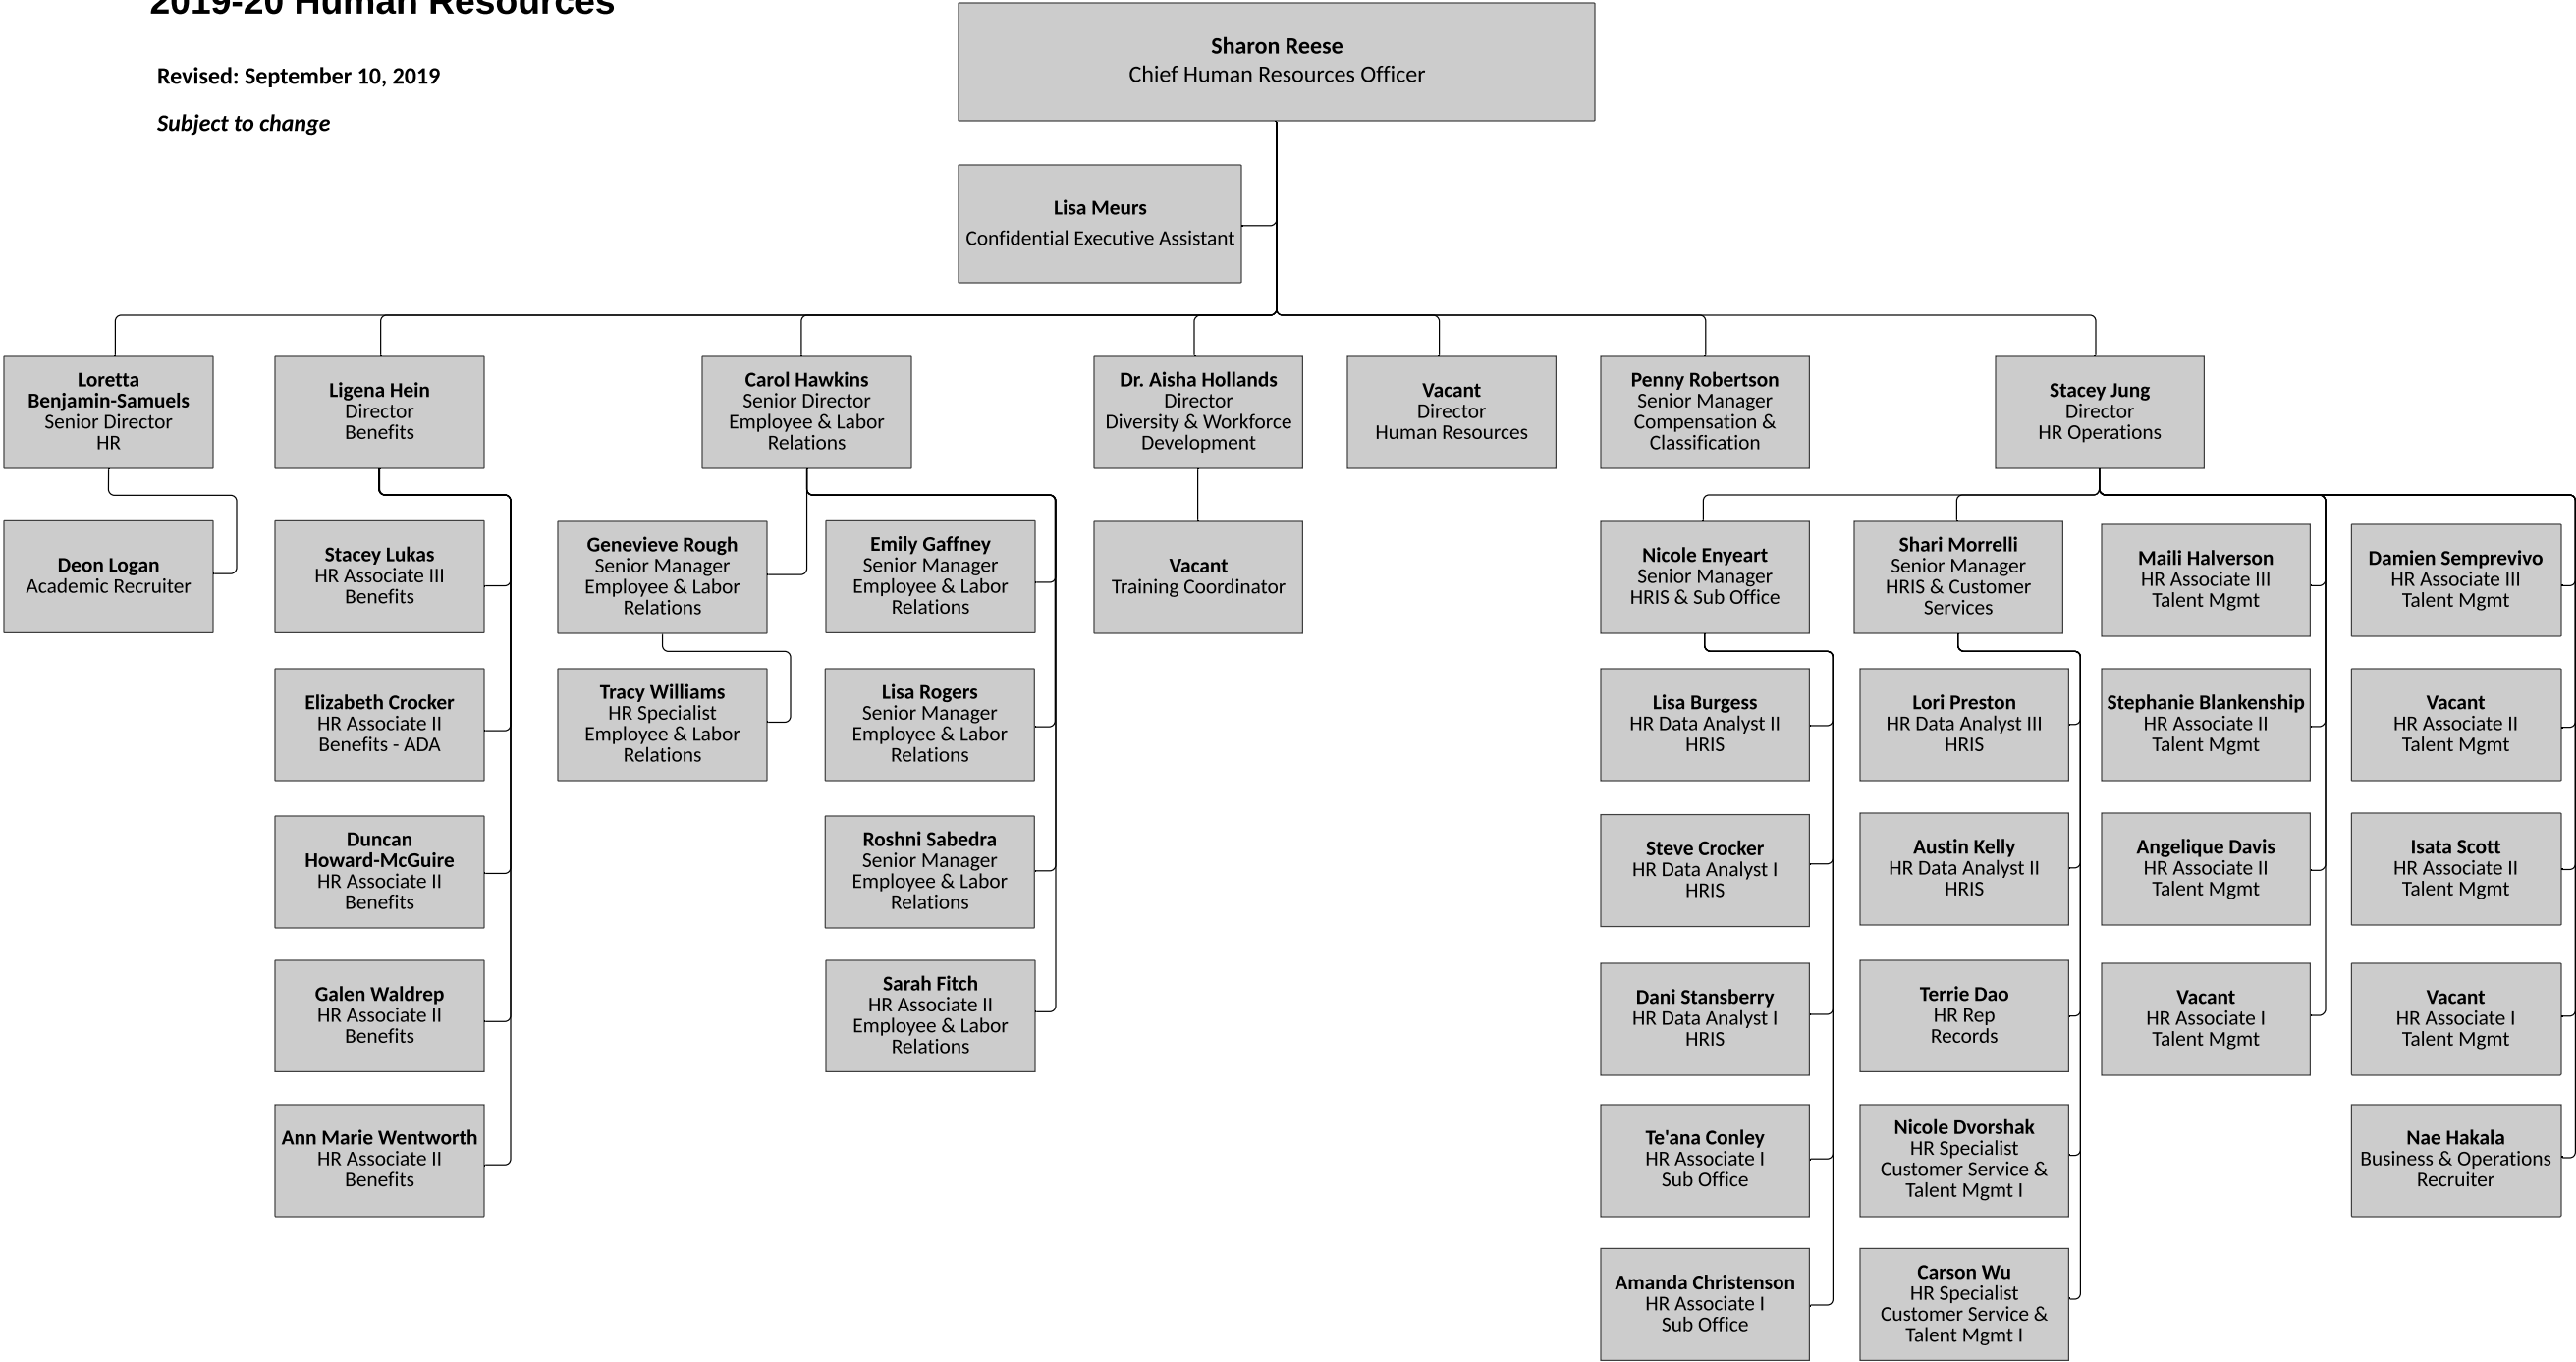 2019-20 Human Resources
Revised: September 10, 2019
Subject to change
Sharon Reese
Chief Human Resources Officer
Lisa Meurs
Confidential Executive Assistant
Loretta
Benjamin-Samuels
Senior Director
HR
Ligena Hein
Director
Benefits
Carol Hawkins
Senior Director
Employee & Labor
Relations
Dr. Aisha Hollands
Director
Diversity & Workforce
Development
Vacant
Director
Human Resources
Penny Robertson
Senior Manager
Compensation &
Classification
Stacey Jung
Director
HR Operations
Deon Logan
Academic Recruiter
Stacey Lukas
HR Associate III
Benefits
Elizabeth Crocker
HR Associate II
Benefits - ADA
Duncan
Howard-McGuire
HR Associate II
Benefits
Galen Waldrep
HR Associate II
Benefits
Ann Marie Wentworth
HR Associate II
Benefits
Genevieve Rough
Senior Manager
Employee & Labor
Relations
Tracy Williams
HR Specialist
Employee & Labor
Relations
Emily Gaffney
Senior Manager
Employee & Labor
Relations
Lisa Rogers
Senior Manager
Employee & Labor
Relations
Roshni Sabedra
Senior Manager
Employee & Labor
Relations
Sarah Fitch
HR Associate II
Employee & Labor
Relations
Vacant
Training Coordinator
Nicole Enyeart
Senior Manager
HRIS & Sub Office
Lisa Burgess
HR Data Analyst II
HRIS
Steve Crocker
HR Data Analyst I
HRIS
Dani Stansberry
HR Data Analyst I
HRIS
Te'ana Conley
HR Associate I
Sub Office
Amanda Christenson
HR Associate I
Sub Office
Shari Morrelli
Senior Manager
HRIS & Customer
Services
Lori Preston
HR Data Analyst III
HRIS
Austin Kelly
HR Data Analyst II
HRIS
Terrie Dao
HR Rep
Records
Nicole Dvorshak
HR Specialist
Customer Service &
Talent Mgmt I
Carson Wu
HR Specialist
Customer Service &
Talent Mgmt I
Maili Halverson
HR Associate III
Talent Mgmt
Stephanie Blankenship
HR Associate II
Talent Mgmt
Angelique Davis
HR Associate II
Talent Mgmt
Vacant
HR Associate I
Talent Mgmt
Damien Semprevivo
HR Associate III
Talent Mgmt
Vacant
HR Associate II
Talent Mgmt
Isata Scott
HR Associate II
Talent Mgmt
Vacant
HR Associate I
Talent Mgmt
Nae Hakala
Business & Operations
Recruiter